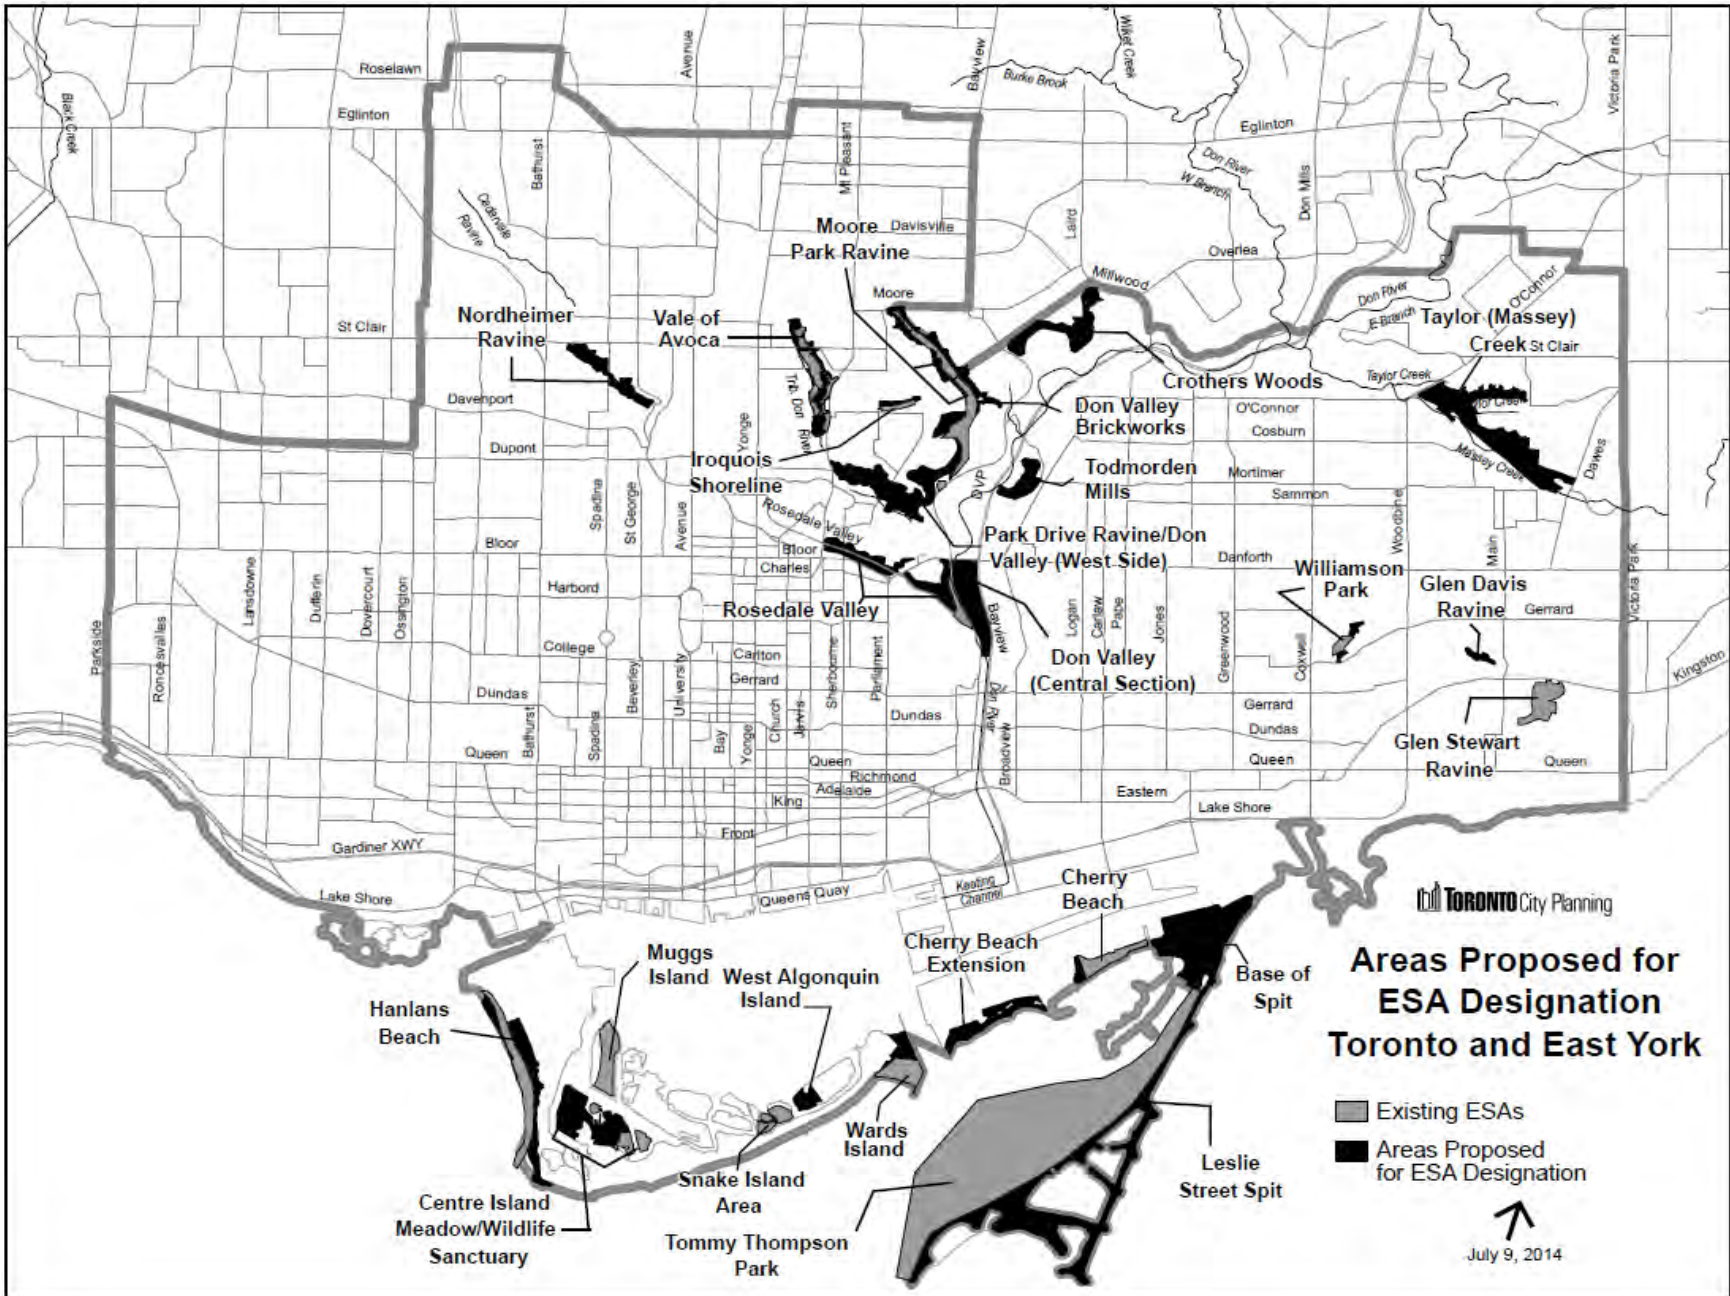 Roselawn
Eglinton
Black Creek
Avenue
Bayview
Burke Brook
Wilket Creek
Victoria Park
Eglinton
Don River
W Branch
Don Mills
Bathurst
Mt Pleasant
Cedarvale
Ravine
Moore
Park Ravine
Davisville
Laird
Overlea
Millwood
Moore
Don River
E Branch
O'Connor
Taylor (Massey)
Creek
St Clair
Nordheimer
Ravine
Vale of
Avoca
St Clair
Taylor Creek
Crothers Woods
Davenport
Trib. Don River
Don Valley
Brickworks
O'Connor
Cosburn
Dupont
Yonge
Iroquois
Shoreline
Todmorden
Mills
Mortimer
Sammon
Massey Creek
Dawes
DVP
Spadina
St George
Avenue
Rosedale Valley
Bloor
Bloor
Charles
Park Drive Ravine/Don
Valley (West Side)
Danforth
Woodbine
Main
Victoria Park
Williamson
Park
Glen Davis
Ravine
Gerrard
Lansdowne
Dufferin
Dovercourt
Ossington
Harbord
Rosedale Valley
Bayview
Logan
Carlaw
Pape
Jones
Greenwood
Coxwell
Parkside
Roncesvalles
College
Carlton
Gerrard
Don Valley
(Central Section)
Kingston
Dundas
Beverley
University
Sherbourne
Parliament
Dundas
Don River
Broadview
Gerrard
Dundas
Queen
Bathurst
Spadina
Bay
Yonge
Church
Jarvis
Queen
Richmond
Adelaide
King
Front
Queen
Eastern
Lake Shore
Glen Stewart
Ravine
Queen
Gardiner XWY
Lake Shore
Queens Quay
Keating
Channel
Cherry
Beach
Cherry Beach
Extension
Base of
Spit
Muggs
Island
West Algonquin
Island
Hanlans
Beach
Wards
Island
Snake Island
Area
Centre Island
Meadow/Wildlife
Sanctuary
Tommy Thompson
Park
Leslie
Street Spit
TORONTO City Planning
Areas Proposed for
ESA Designation
Toronto and East York
Existing ESAs
Areas Proposed
for ESA Designation
July 9, 2014